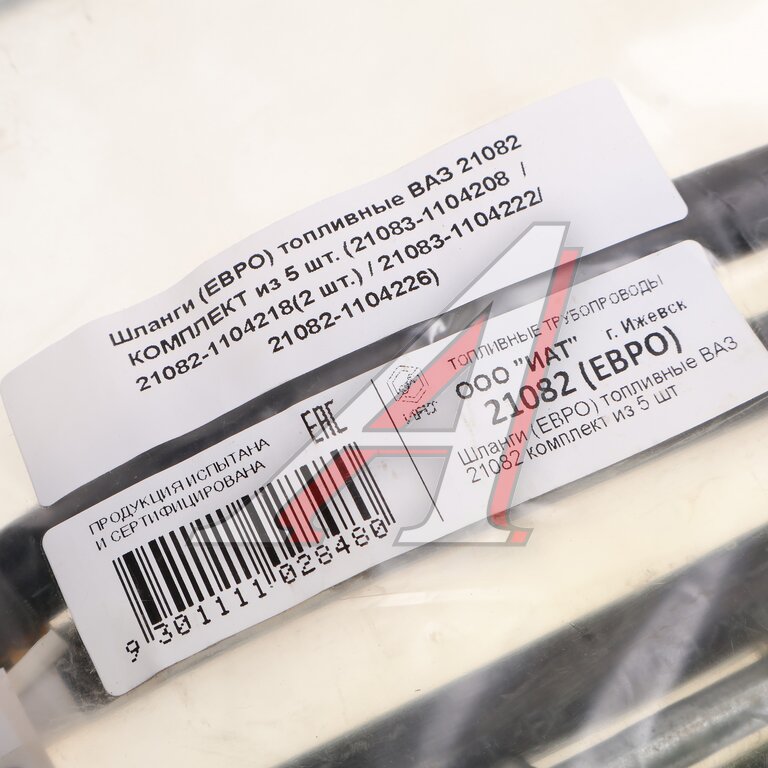 Шланги (ЕВРО) топливные ВАЗ 21082
КОМПЛЕКТ из 5 шт. (21083-1104208 /
21082-1104218(2 шт.) / 21083-1104222/
21082-1104226)
ПРОДУКЦИЯ ИСПЫТАНА
И СЕРТИФИЦИРОВАНА
EAC
9 301111 028480
ТОПЛИВНЫЕ ТРУБОПРОВОДЫ
ООО "ИАТ" г. Ижевск
21082 (ЕВРО)
Шланги (ЕВРО) топливные ВАЗ
21082 комплект из 5 шт